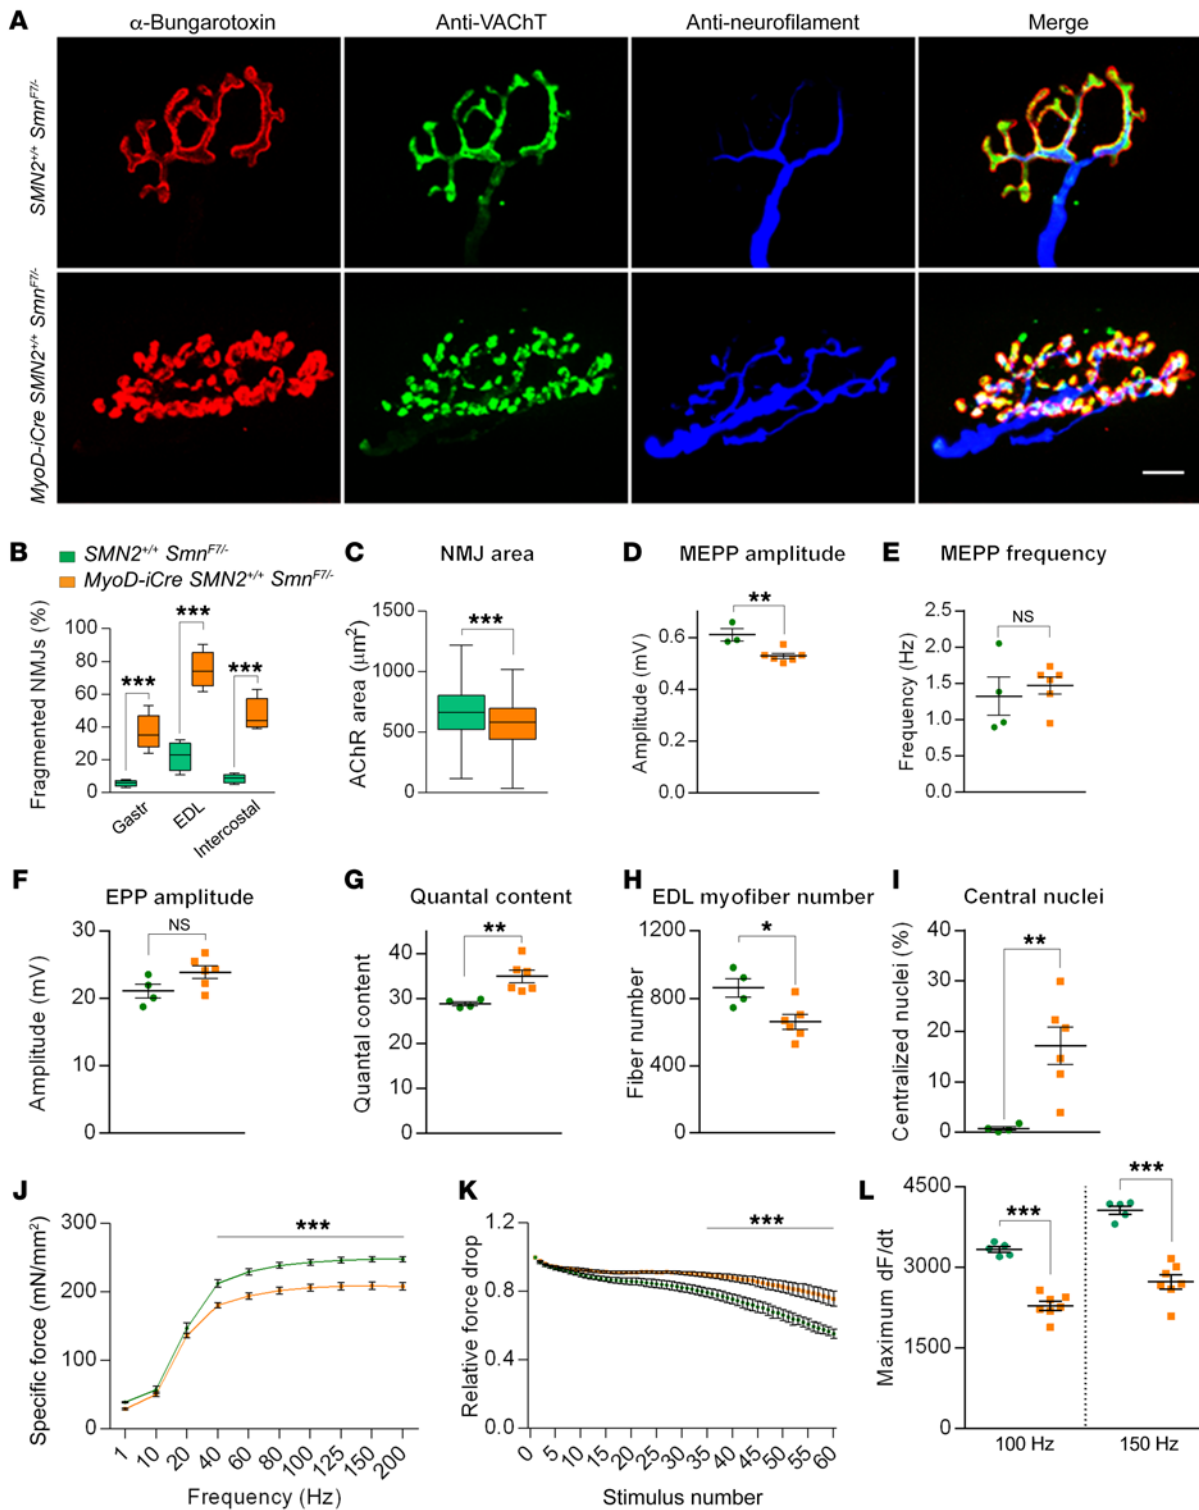 A
α-Bungarotoxin
Anti-VAChT
Anti-neurofilament
Merge
SMN2+/+ SmnF7/-
MyoD-iCre SMN2+/+ SmnF7/-
B
SMN2+/+ SmnF7/-
MyoD-iCre SMN2+/+ SmnF7/-
Fragmented NMJs (%)
100
80
60
40
20
0
***
***
***
Gastr
EDL
Intercostal
C
NMJ area
AChR area (µm²)
1500
1000
500
0
***
D
MEPP amplitude
Amplitude (mV)
0.6
0.4
0.2
0.0
**
E
MEPP frequency
Frequency (Hz)
2.5
2.0
1.5
1.0
0.5
0.0
NS
F
EPP amplitude
Amplitude (mV)
30
20
10
0
NS
G
Quantal content
Quantal content
40
30
20
10
0
**
H
EDL myofiber number
Fiber number
1200
800
400
0
*
I
Central nuclei
Centralized nuclei (%)
40
30
20
10
0
**
J
Specific force (mN/mm²)
300
200
100
0
***
1
10
20
40
60
80
100
125
150
200
Frequency (Hz)
K
Relative force drop
1.2
0.8
0.4
0.0
***
0
5
10
15
20
25
30
35
40
45
50
55
60
Stimulus number
L
Maximum dF/dt
4500
3000
1500
0
***
***
100 Hz
150 Hz